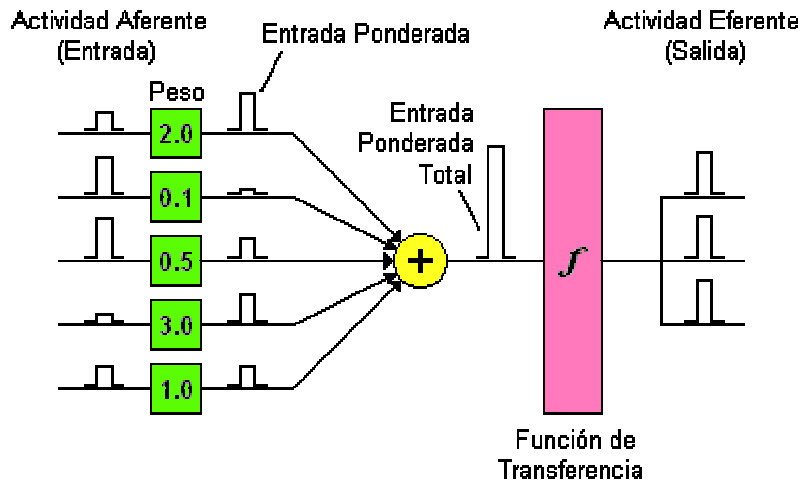 Actividad Aferente
(Entrada)
Entrada Ponderada
Actividad Eferente
(Salida)
Peso
2.0
0.1
0.5
3.0
1.0
Entrada
Ponderada
Total
+
∫
Función de
Transferencia